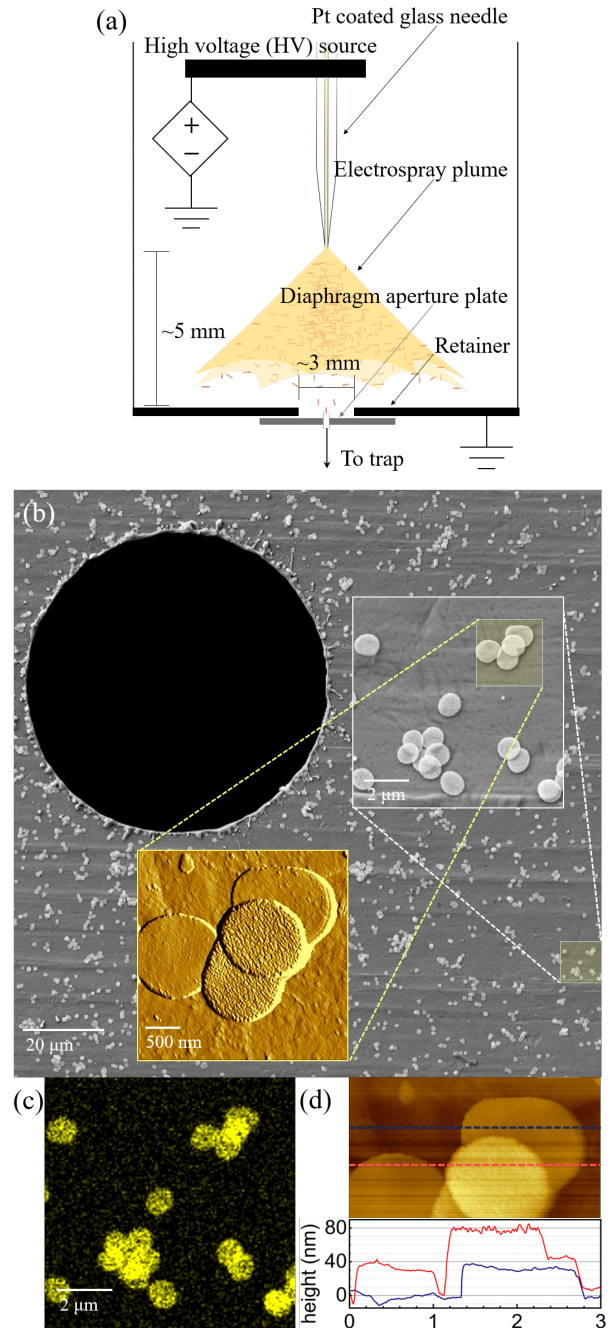 (a)
Pt coated glass needle
High voltage (HV) source
+
−
Electrospray plume
Diaphragm aperture plate
~5 mm
Retainer
~3 mm
To trap
(b)
2 μm
500 nm
20 μm
(c)
(d)
2 μm
height (nm)
80
40
0
0 1 2 3